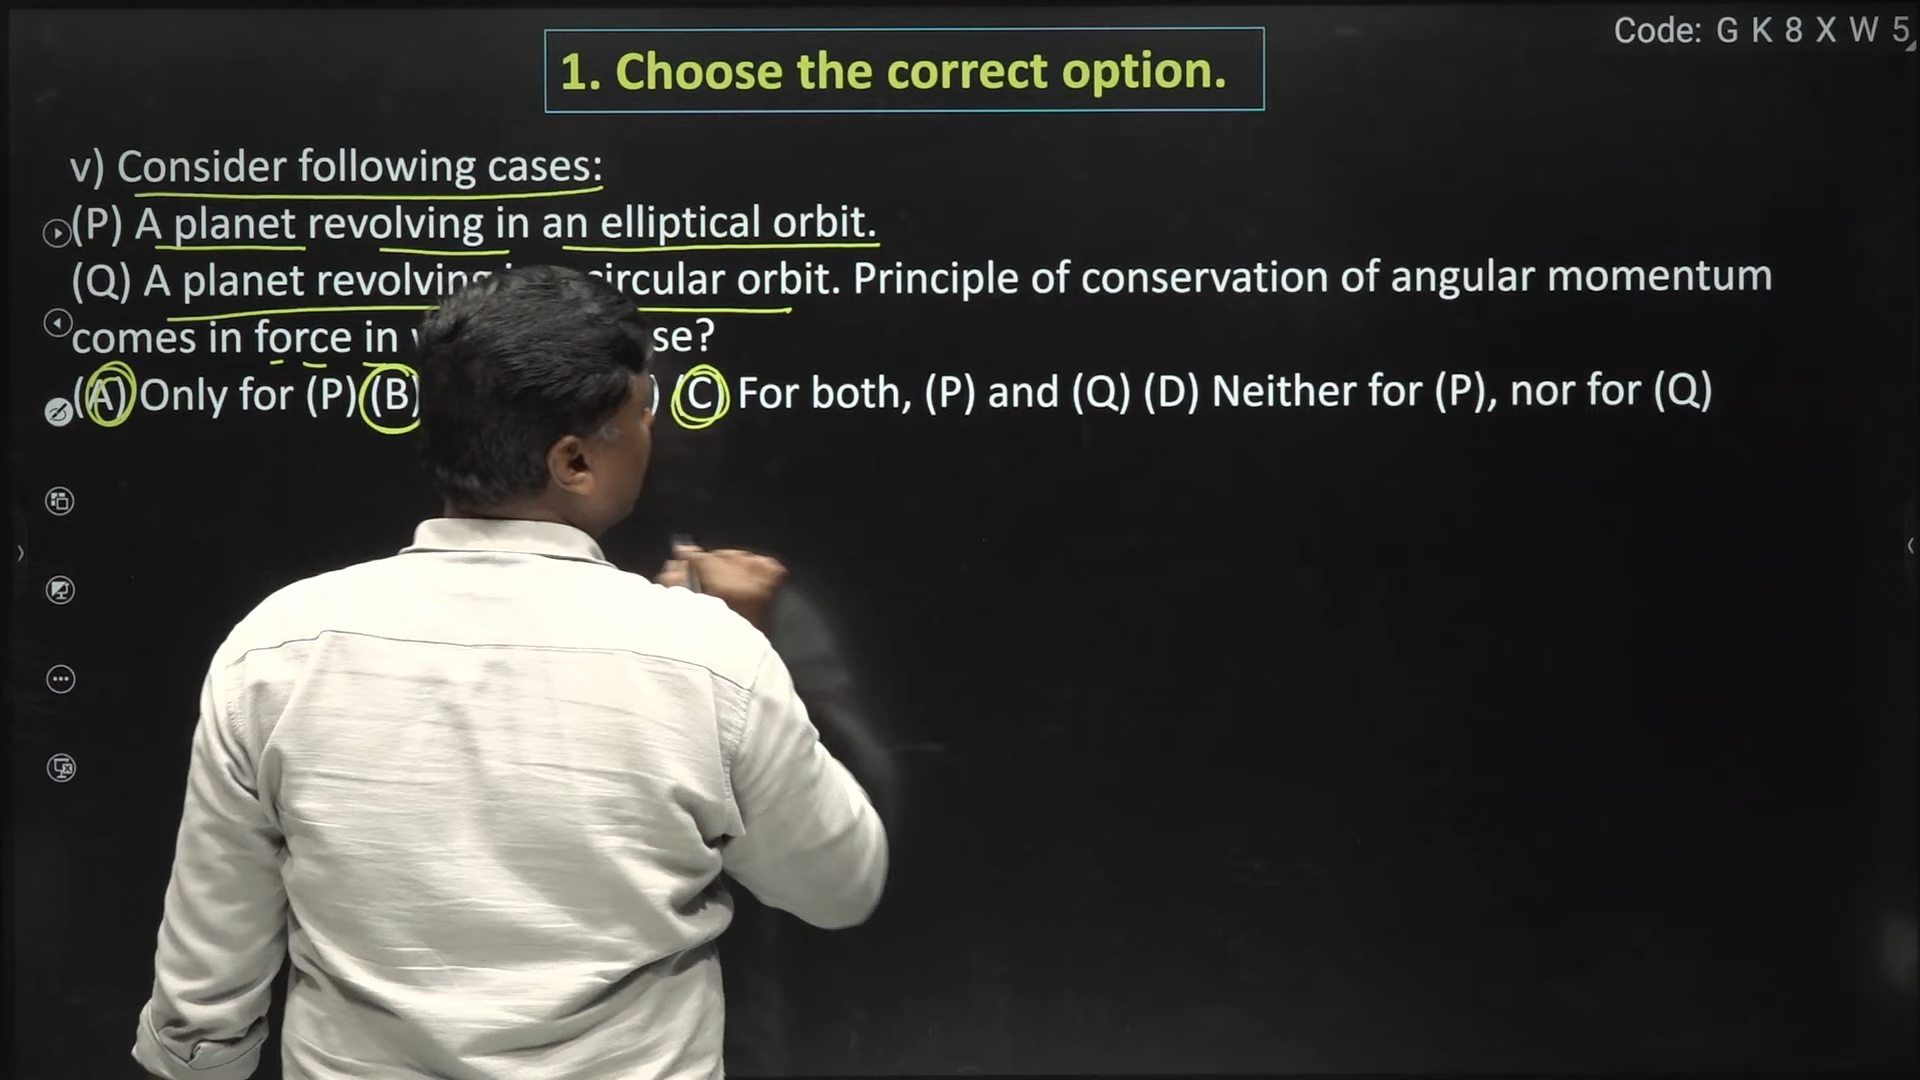 Code: G K 8 X W 5
1. Choose the correct option.
v) Consider following cases:
(P) A planet revolving in an elliptical orbit.
(Q) A planet revolving circular orbit. Principle of conservation of angular momentum
comes in force in se?
(A) Only for (P) (B) ) (C) For both, (P) and (Q) (D) Neither for (P), nor for (Q)